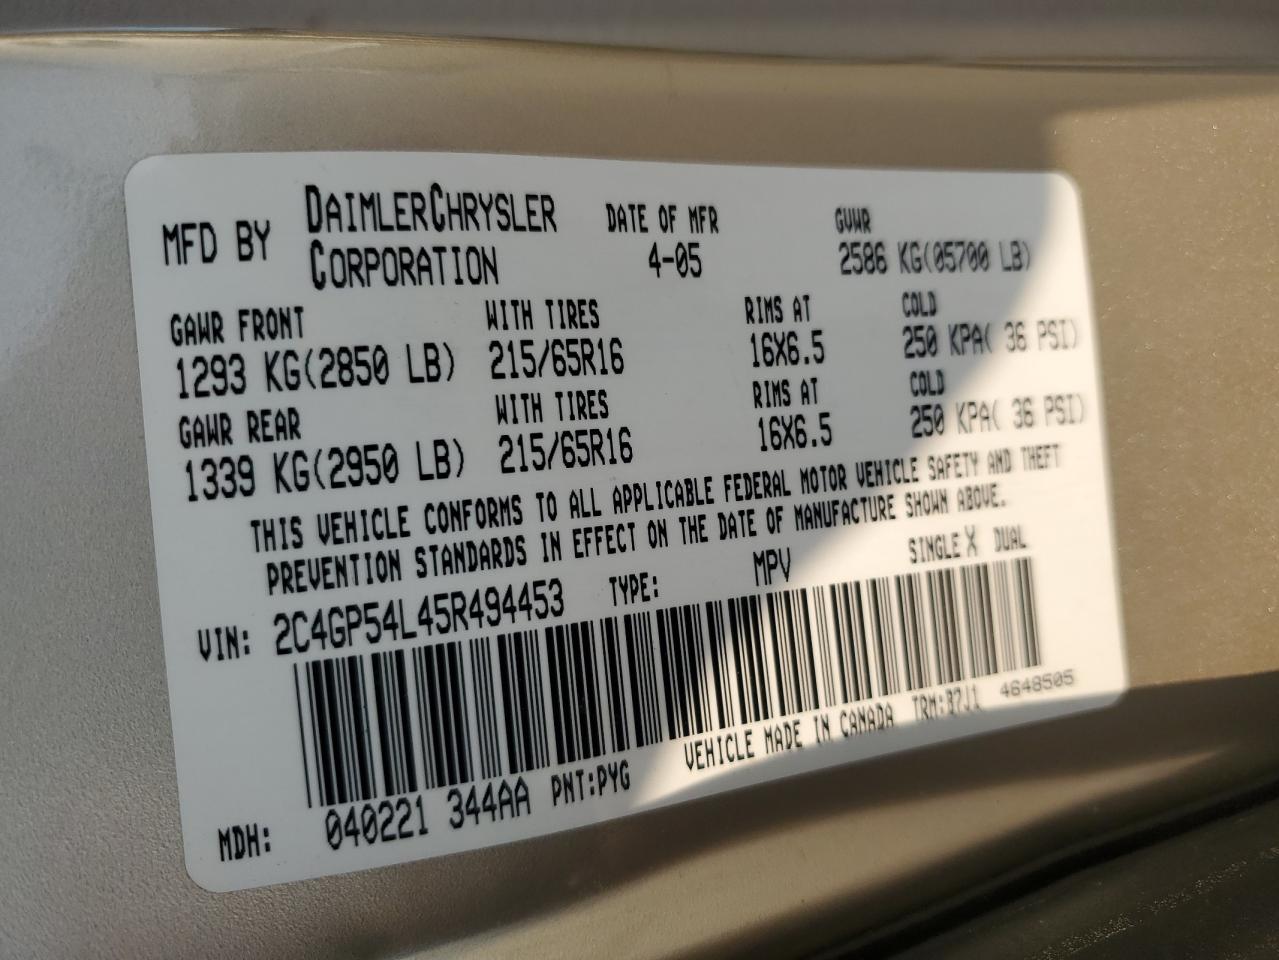 MFD BY DAIMLERCHRYSLER CORPORATION DATE OF MFR 4-05 GVWR 2586 KG(05700 LB)
GAWR FRONT WITH TIRES RIMS AT COLD
1293 KG(2850 LB) 215/65R16 16X6.5 250 KPA( 36 PSI)
GAWR REAR WITH TIRES RIMS AT COLD
1339 KG(2950 LB) 215/65R16 16X6.5 250 KPA( 36 PSI)
THIS VEHICLE CONFORMS TO ALL APPLICABLE FEDERAL MOTOR VEHICLE SAFETY AND THEFT
PREVENTION STANDARDS IN EFFECT ON THE DATE OF MANUFACTURE SHOWN ABOVE.
VIN: 2C4GP54L45R494453 TYPE: MPV SINGLE X DUAL
MDH: 040221 344AA PNT:PYG VEHICLE MADE IN CANADA 4648505